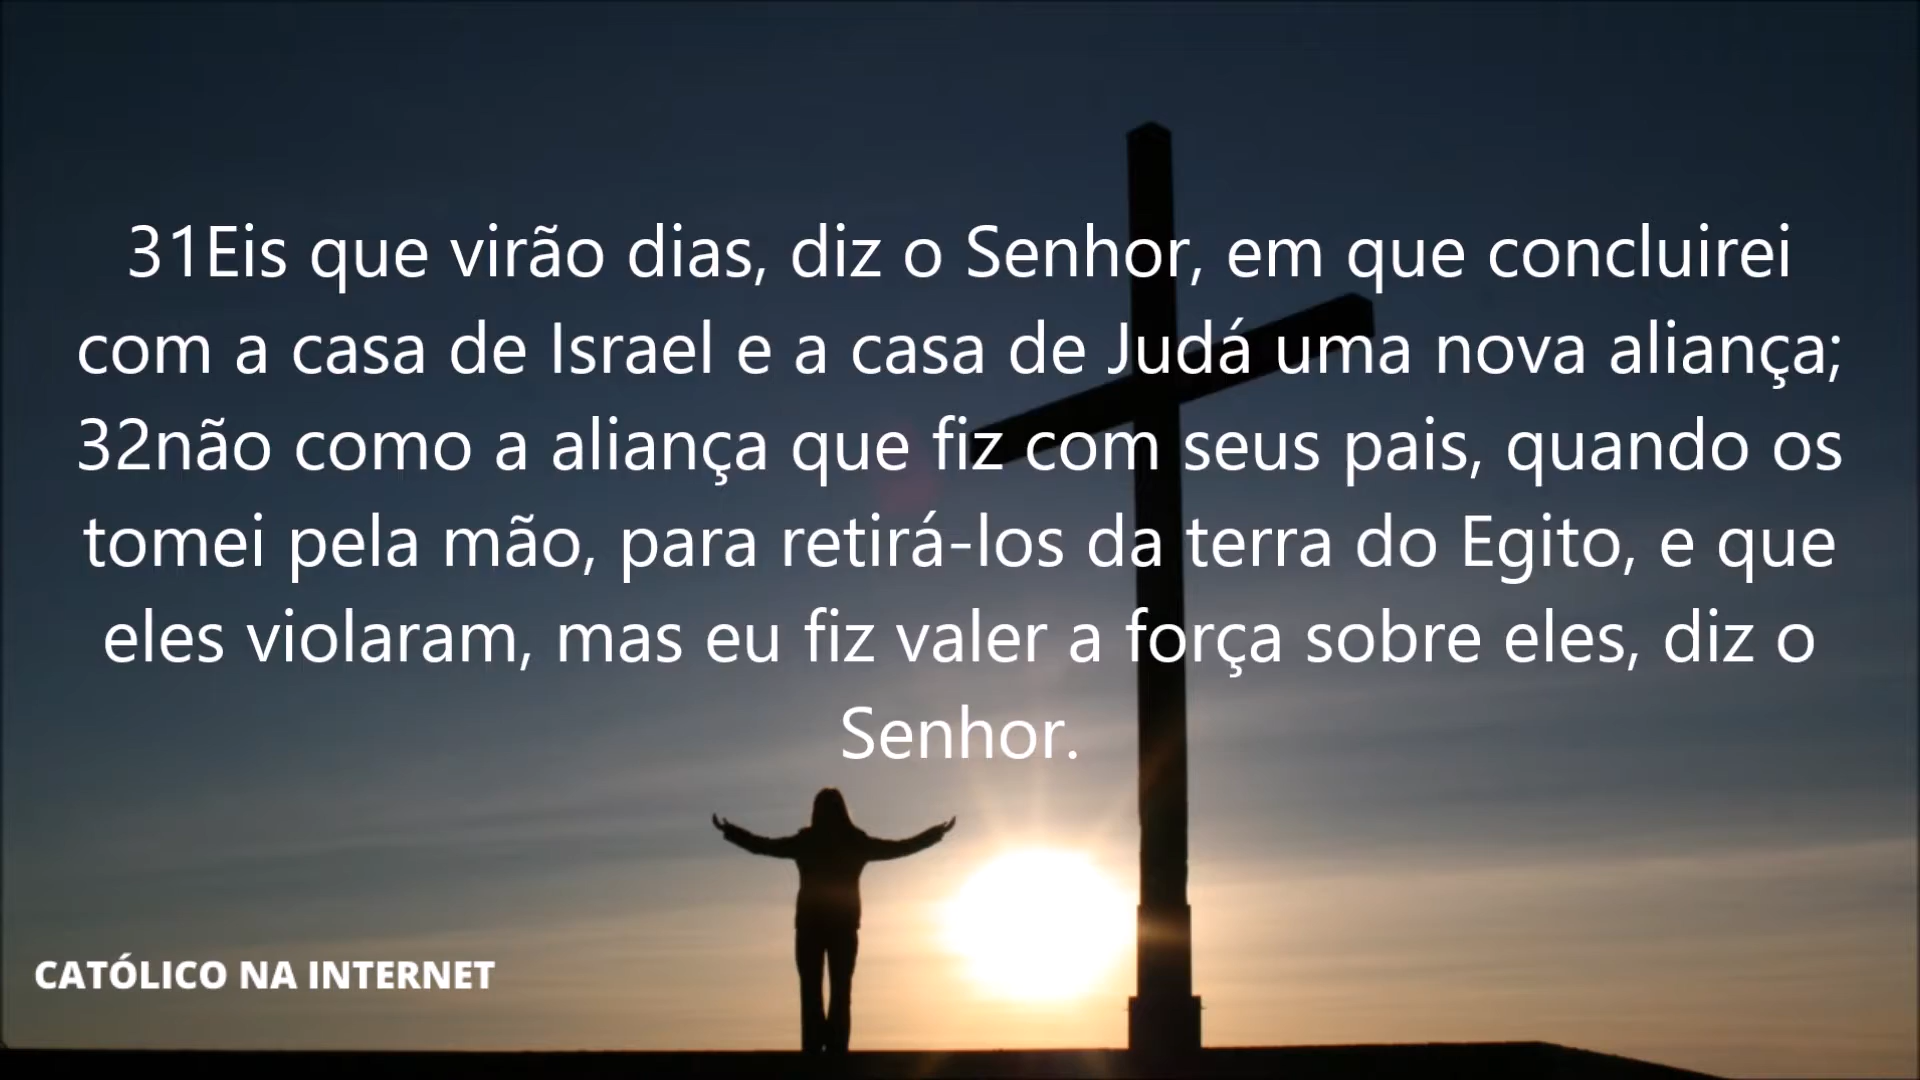 31Eis que virão dias, diz o Senhor, em que concluirei
com a casa de Israel e a casa de Judá uma nova aliança;
32não como a aliança que fiz com seus pais, quando os
tomei pela mão, para retirá-los da terra do Egito, e que
eles violaram, mas eu fiz valer a força sobre eles, diz o
Senhor.
CATÓLICO NA INTERNET